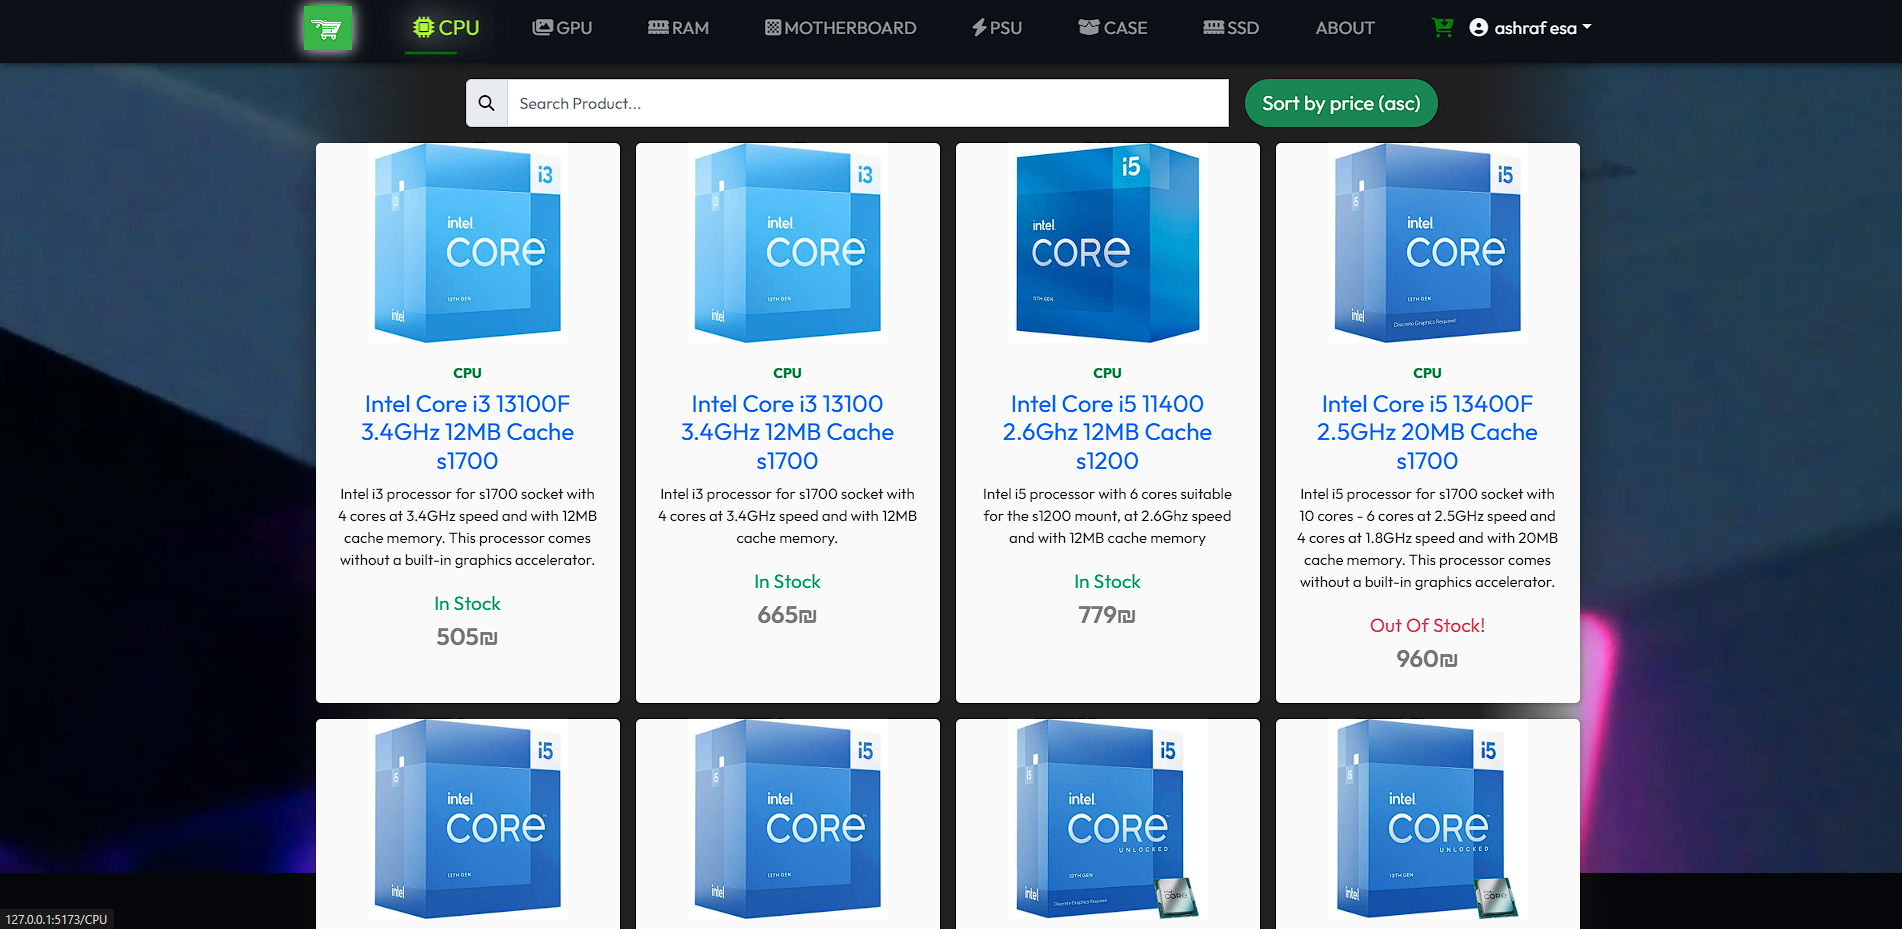 CPU
GPU
RAM
MOTHERBOARD
PSU
CASE
SSD
ABOUT
ashraf esa
Search Product...
Sort by price (asc)
i3
i3
intel
CORE
13TH GEN
intel
CPU
Intel Core i3 13100F
3.4GHz 12MB Cache
s1700
Intel i3 processor for s1700 socket with
4 cores at 3.4GHz speed and with 12MB
cache memory. This processor comes
without a built-in graphics accelerator.
In Stock
505₪
i3
i3
intel
CORE
13TH GEN
intel
CPU
Intel Core i3 13100
3.4GHz 12MB Cache
s1700
Intel i3 processor for s1700 socket with
4 cores at 3.4GHz speed and with 12MB
cache memory.
In Stock
665₪
i5
intel
CORE
11TH GEN
CPU
Intel Core i5 11400
2.6Ghz 12MB Cache
s1200
Intel i5 processor with 6 cores suitable
for the s1200 mount, at 2.6Ghz speed
and with 12MB cache memory
In Stock
779₪
i5
i5
intel
CORE
13TH GEN
intel
Discrete Graphics Required
CPU
Intel Core i5 13400F
2.5GHz 20MB Cache
s1700
Intel i5 processor for s1700 socket with
10 cores - 6 cores at 2.5GHz speed and
4 cores at 1.8GHz speed and with 20MB
cache memory. This processor comes
without a built-in graphics accelerator.
Out Of Stock!
960₪
i5
i5
intel
CORE
13TH GEN
intel
i5
i5
intel
CORE
13TH GEN
intel
i5
i5
intel
CORE
UNLOCKED
13TH GEN
intel
Discrete Graphics Required
CORE
i5
i5
intel
CORE
UNLOCKED
13TH GEN
intel
CORE
127.0.0.1:5173/CPU